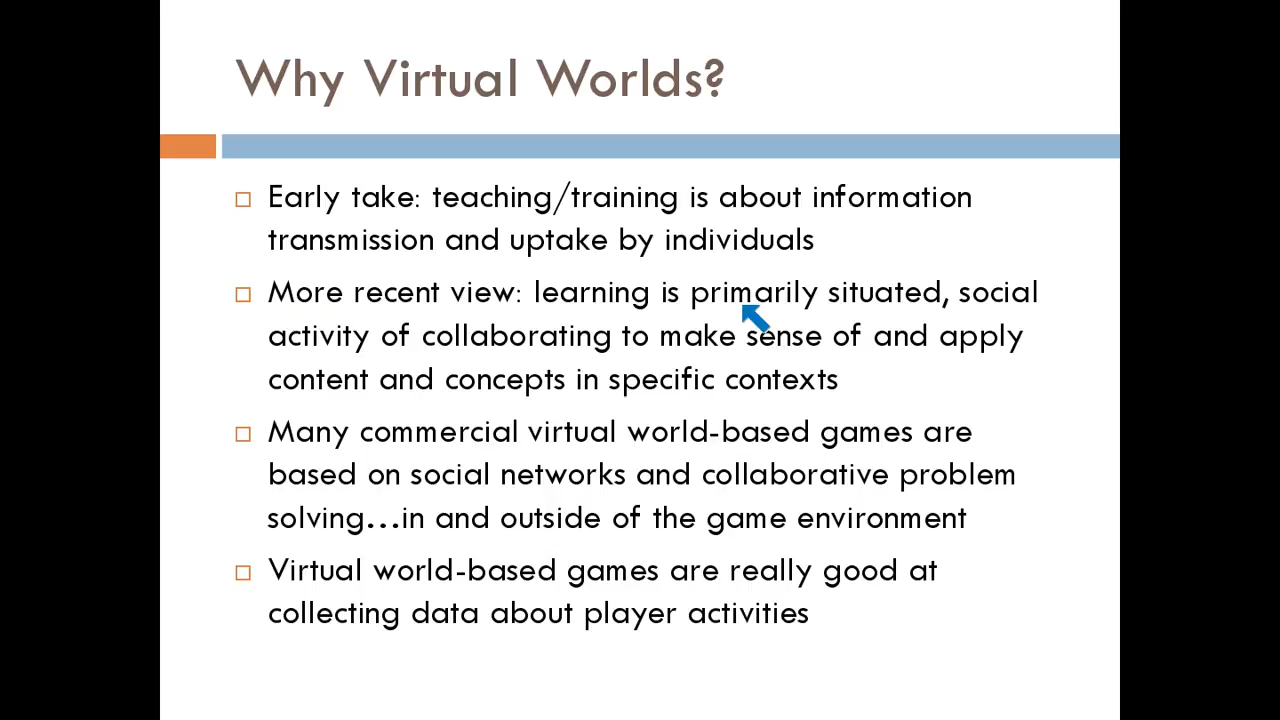 Why Virtual Worlds?
Early take: teaching/training is about information
transmission and uptake by individuals
More recent view: learning is primarily situated, social
activity of collaborating to make sense of and apply
content and concepts in specific contexts
Many commercial virtual world-based games are
based on social networks and collaborative problem
solving...in and outside of the game environment
Virtual world-based games are really good at
collecting data about player activities